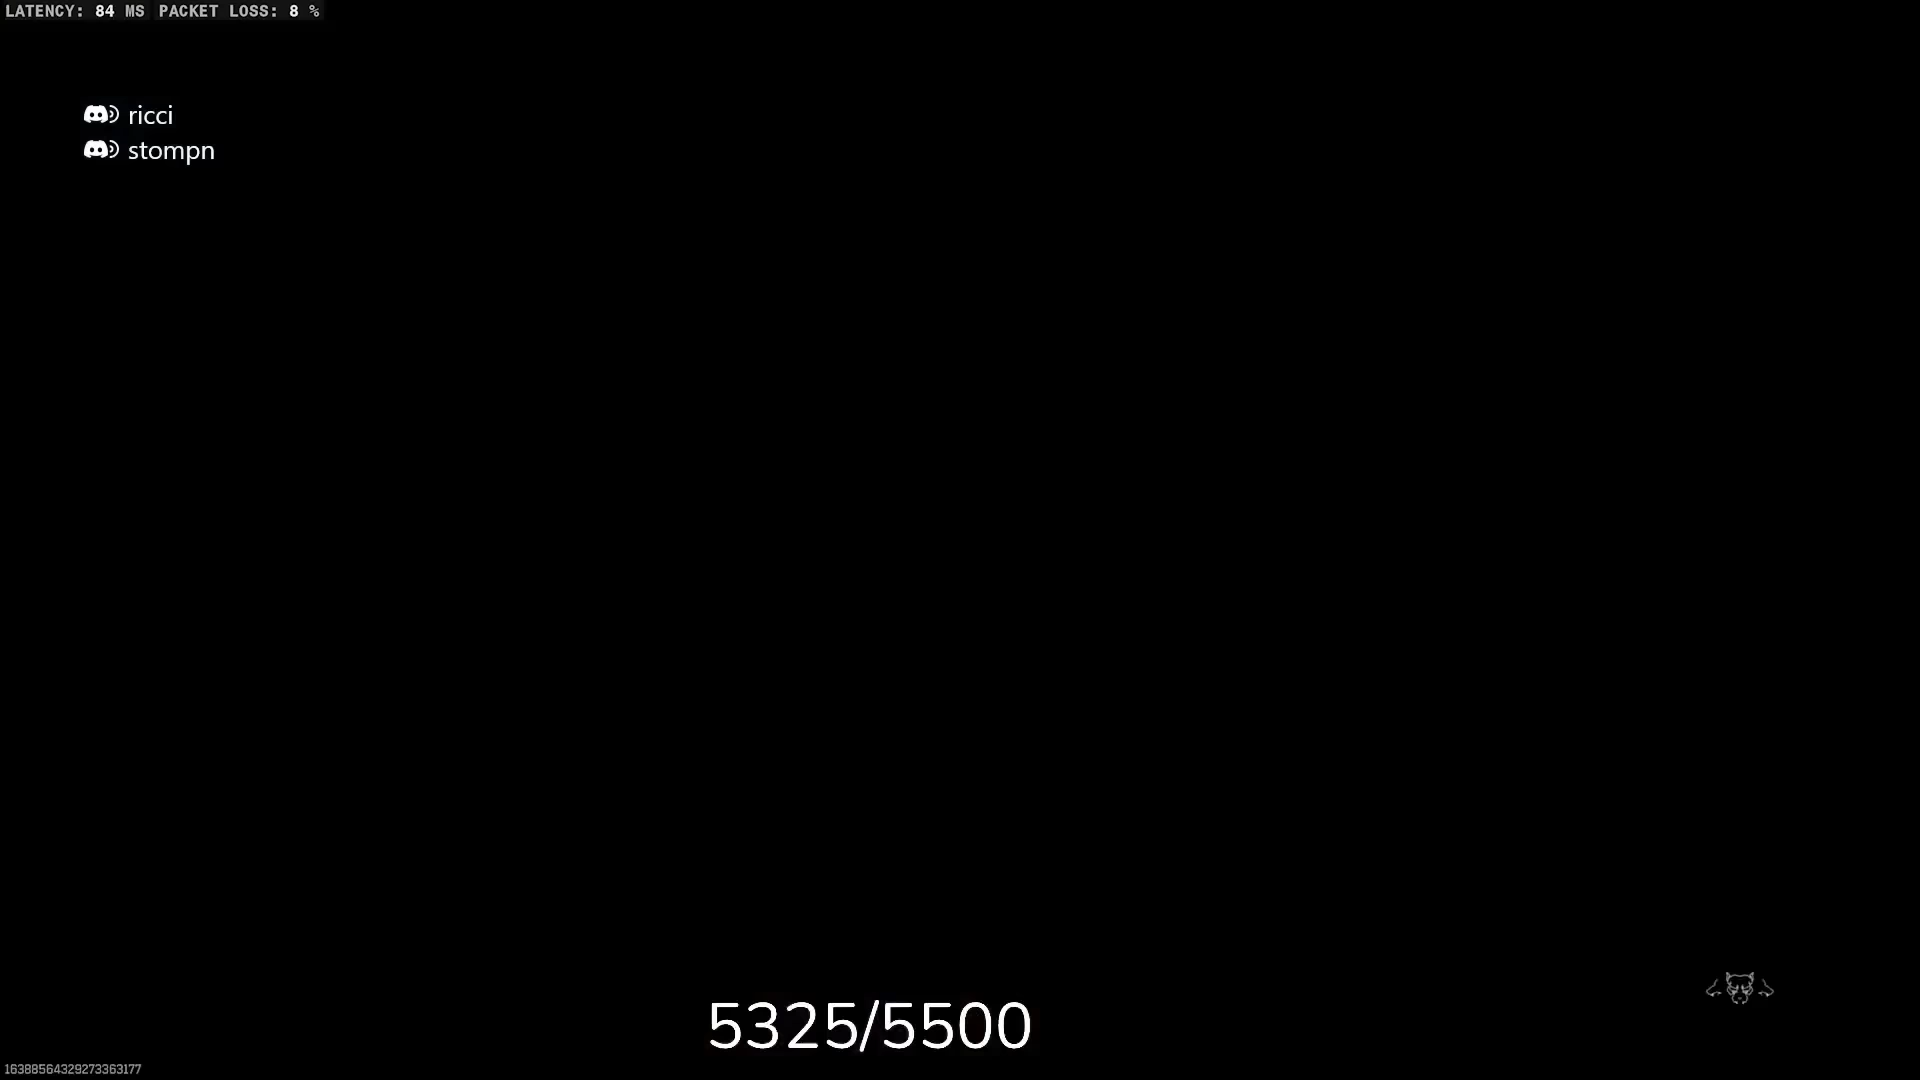 LATENCY: 84 MS PACKET LOSS: 8 %
ricci
stompn
5325/5500
16388564329273363177